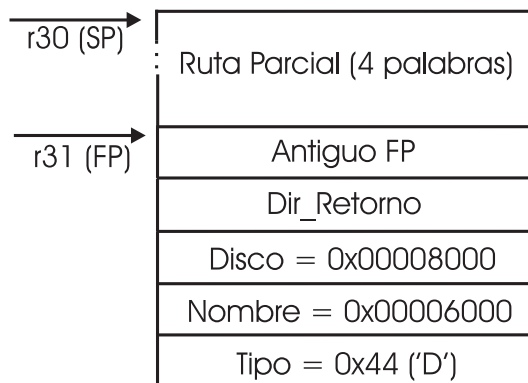 r30 (SP)
Ruta Parcial (4 palabras)
r31 (FP)
Antiguo FP
Dir_Retorno
Disco = 0x00008000
Nombre = 0x00006000
Tipo = 0x44 ('D')